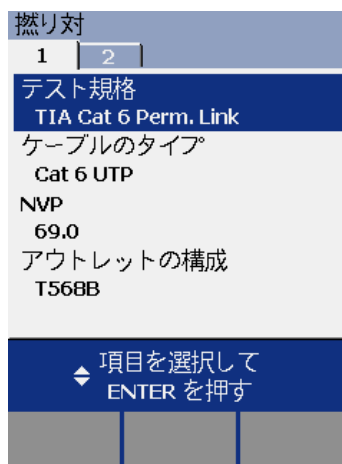 撚り対
1 2
テスト規格
TIA Cat 6 Perm. Link
ケーブルのタイプ
Cat 6 UTP
NVP
69.0
アウトレットの構成
T568B
項目を選択して
ENTER を押す